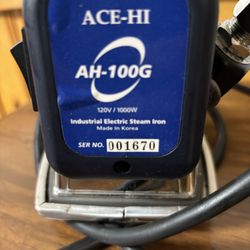 ACE-HI
AH-100G
120V / 1000W
Industrial Electric Steam Iron
Made In Korea
SER NO. 001670